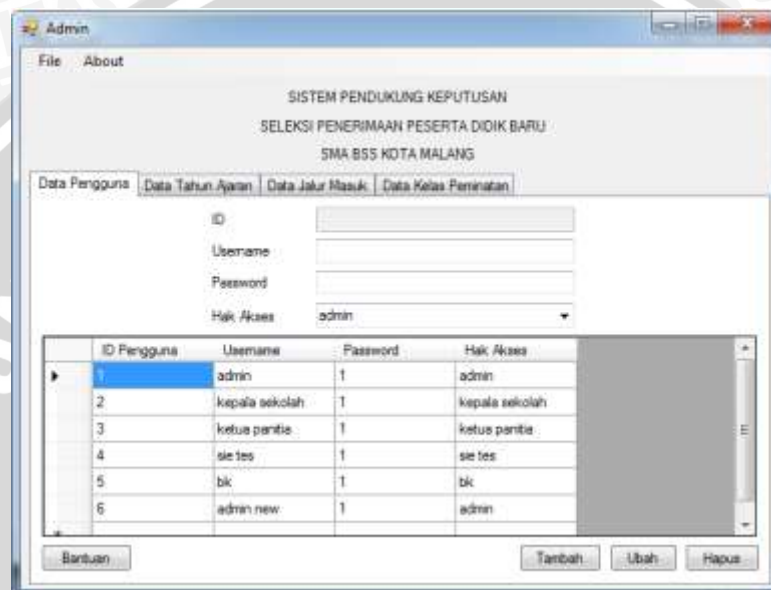 Admin
File About
SISTEM PENDUKUNG KEPUTUSAN
SELEKSI PENERIMAAN PESERTA DIDIK BARU
SMA BSS KOTA MALANG
Data Pengguna Data Tahun Ajaran Data Jalur Masuk Data Kelas Peminatan
ID
Username
Password
Hak Akses admin
ID Pengguna Username Password Hak Akses
1 admin 1 admin
2 kepala sekolah 1 kepala sekolah
3 ketua panitia 1 ketua panitia
4 sie tes 1 sie tes
5 bk 1 bk
6 admin new 1 admin
Bantuan Tambah Ubah Hapus